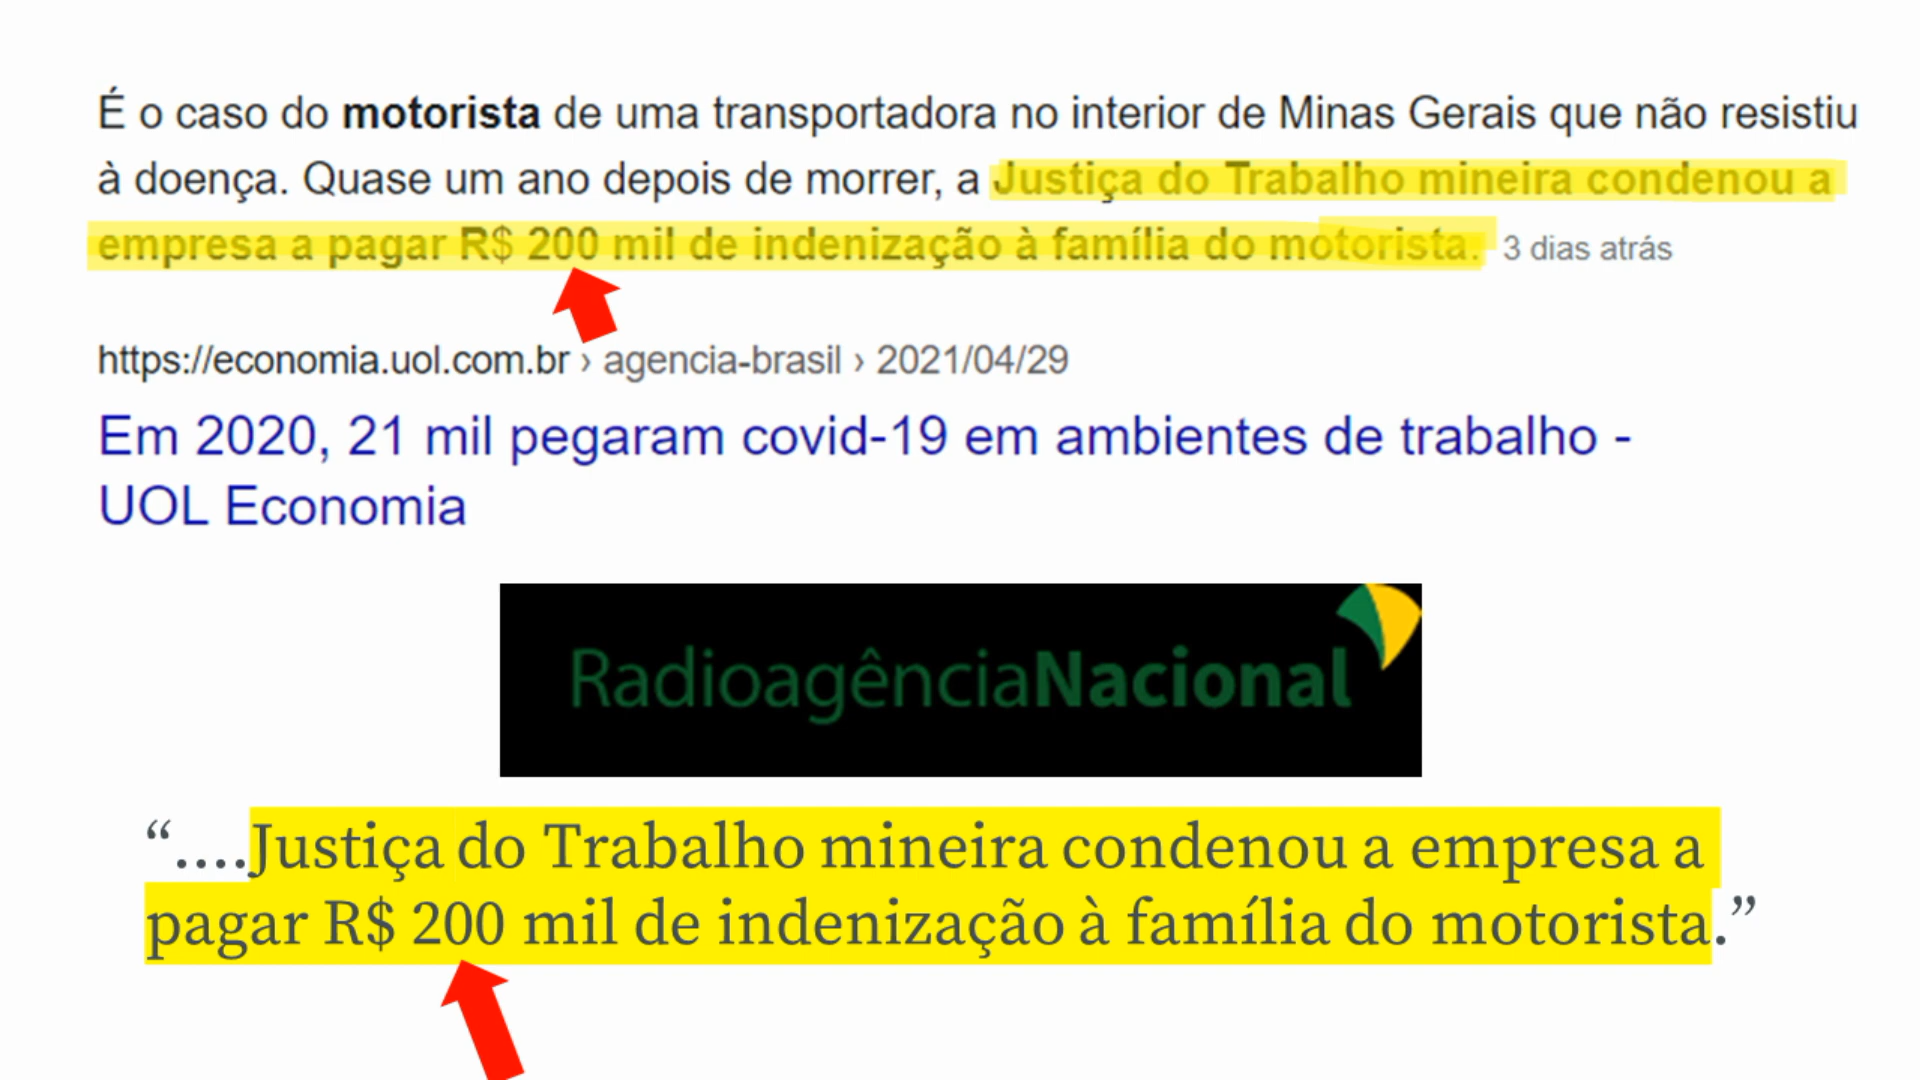 É o caso do motorista de uma transportadora no interior de Minas Gerais que não resistiu
à doença. Quase um ano depois de morrer, a Justiça do Trabalho mineira condenou a
empresa a pagar R$ 200 mil de indenização à família do motorista. 3 dias atrás
https://economia.uol.com.br › agencia-brasil › 2021/04/29
Em 2020, 21 mil pegaram covid-19 em ambientes de trabalho -
UOL Economia
RadioagênciaNacional
“....Justiça do Trabalho mineira condenou a empresa a
pagar R$ 200 mil de indenização à família do motorista.”